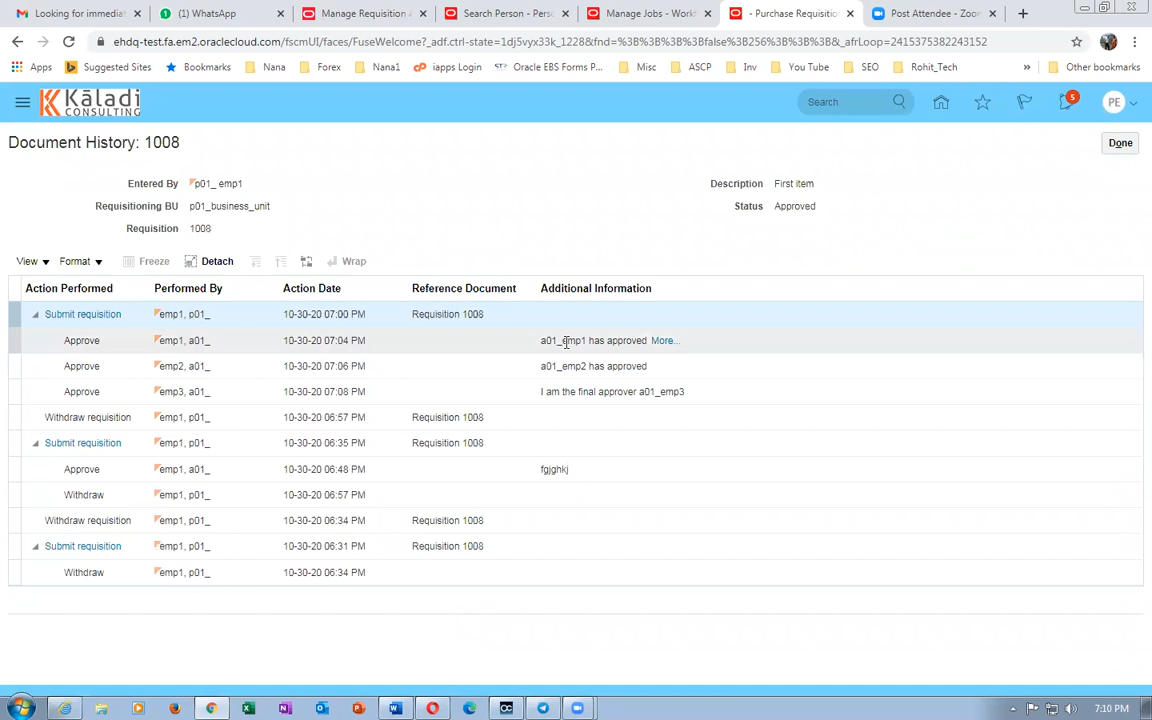 Looking for immediat
(1) WhatsApp
Manage Requisition A
Search Person - Perso
Manage Jobs - Workf
- Purchase Requisition
Post Attendee - Zoom
ehdq-test.fa.em2.oraclecloud.com/fscmUI/faces/FuseWelcome?_adf.ctrl-state=1dj5vyx33k_1228&fnd=%3B%3B%3B%3Bfalse%3B256%3B%3B%3B&_afrLoop=2415375382243152
Apps Suggested Sites Bookmarks Nana Forex Nana1 iapps Login Oracle EBS Forms P... Misc ASCP Inv You Tube SEO Rohit_Tech » Other bookmarks
Kāladi
CONSULTING
Search
5
PE
Document History: 1008
Done
Entered By p01_ emp1
Description First item
Requisitioning BU p01_business_unit
Status Approved
Requisition 1008
View Format Freeze Detach Wrap
Action Performed Performed By Action Date Reference Document Additional Information
Submit requisition emp1, p01_ 10-30-20 07:00 PM Requisition 1008
Approve emp1, a01_ 10-30-20 07:04 PM a01_emp1 has approved More...
Approve emp2, a01_ 10-30-20 07:06 PM a01_emp2 has approved
Approve emp3, a01_ 10-30-20 07:08 PM I am the final approver a01_emp3
Withdraw requisition emp1, p01_ 10-30-20 06:57 PM Requisition 1008
Submit requisition emp1, p01_ 10-30-20 06:35 PM Requisition 1008
Approve emp1, a01_ 10-30-20 06:48 PM fgjghkj
Withdraw emp1, p01_ 10-30-20 06:57 PM
Withdraw requisition emp1, p01_ 10-30-20 06:34 PM Requisition 1008
Submit requisition emp1, p01_ 10-30-20 06:31 PM Requisition 1008
Withdraw emp1, p01_ 10-30-20 06:34 PM
7:10 PM